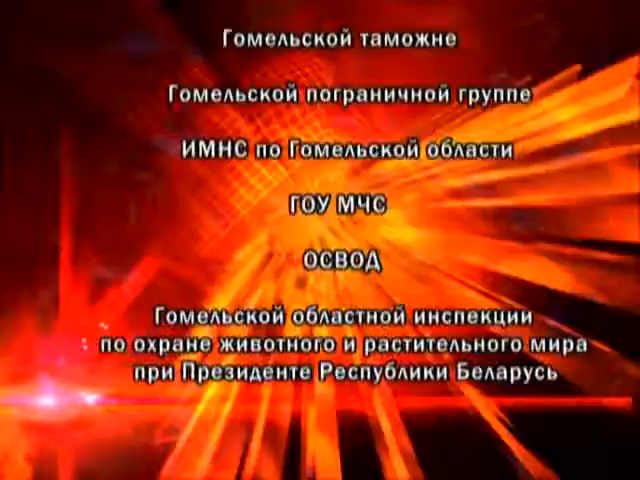 Гомельской таможне
Гомельской пограничной группе
ИМНС по Гомельской области
ГОУ МЧС
ОСВОД
Гомельской областной инспекции
по охране животного и растительного мира
при Президенте Республики Беларусь